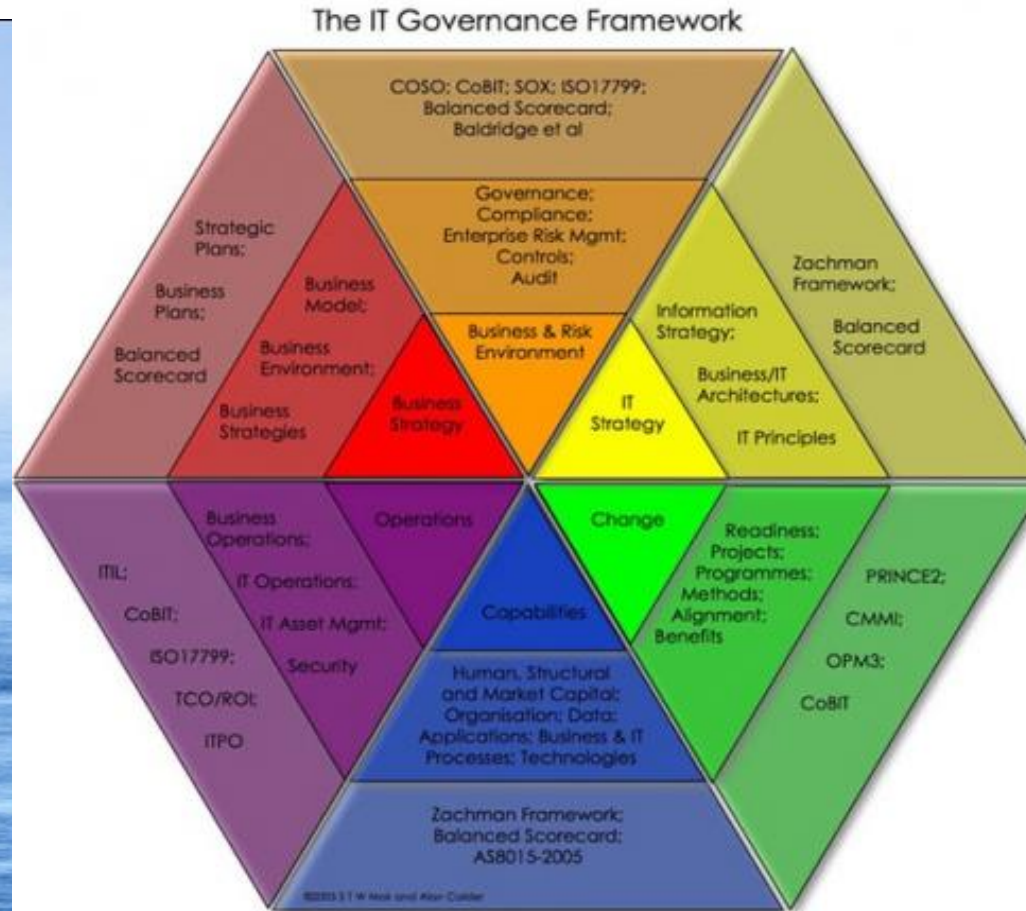 The IT Governance Framework
COSO; CoBIT; SOX; ISO17799;
Balanced Scorecard;
Baldridge et al
Governance;
Compliance;
Enterprise Risk Mgmt;
Controls;
Audit
Business & Risk
Environment
Strategic
Plans;
Business
Plans;
Balanced
Scorecard
Business
Model;
Business
Environment;
Business
Strategies
Business
Strategy
IT
Strategy
Information
Strategy;
Business/IT
Architectures;
IT Principles
Zachman
Framework;
Balanced
Scorecard
ITIL;
CoBIT;
ISO17799;
TCO/ROI;
ITPO
Business
Operations;
IT Operations;
IT Asset Mgmt;
Security
Operations
Capabilities
Human, Structural
and Market Capital;
Organisation; Data;
Applications; Business & IT
Processes; Technologies
Zachman Framework;
Balanced Scorecard;
AS8015-2005
Change
Readiness;
Projects;
Programmes;
Methods;
Alignment;
Benefits
PRINCE2;
CMMI;
OPM3;
CoBIT
and Alan Calder